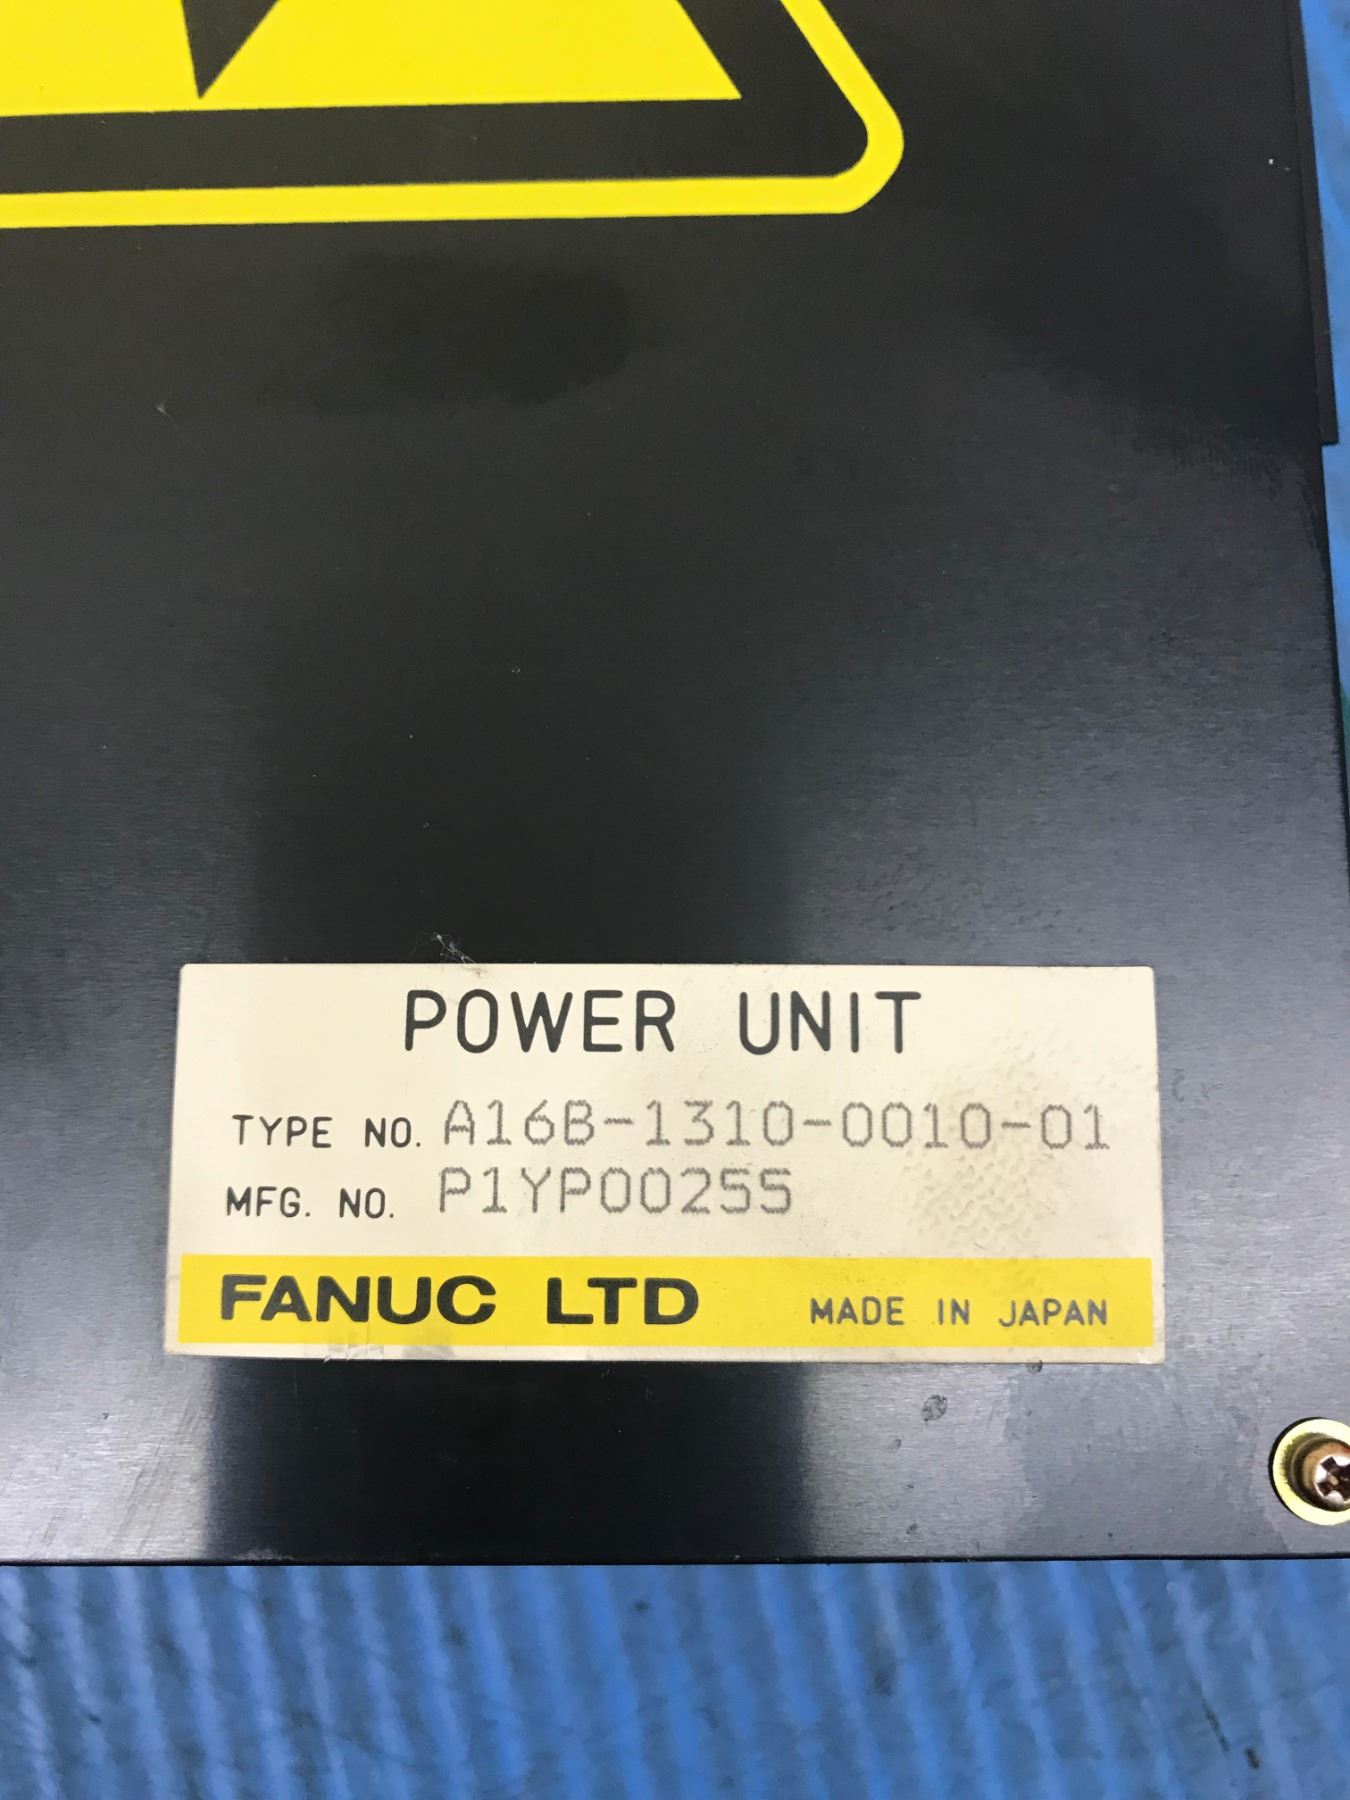 POWER UNIT
TYPE NO. A16B-1310-0010-01
MFG. NO. P1YP00255
FANUC LTD MADE IN JAPAN